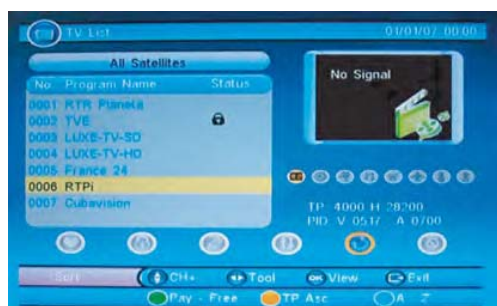 TV List 01/01/07 00:00
All Satellites
No. Program Name Status
0001 RTR Planeta
0002 TVE
0003 LUXE-TV-SD
0004 LUXE-TV-HD
0005 France 24
0006 RTPi
0007 Cubavision
No Signal
TP 4000 H 28200
PID V 0517 A 0700
Sort CH+ Tool OK View Exit
Pay - Free TP Asc A - Z